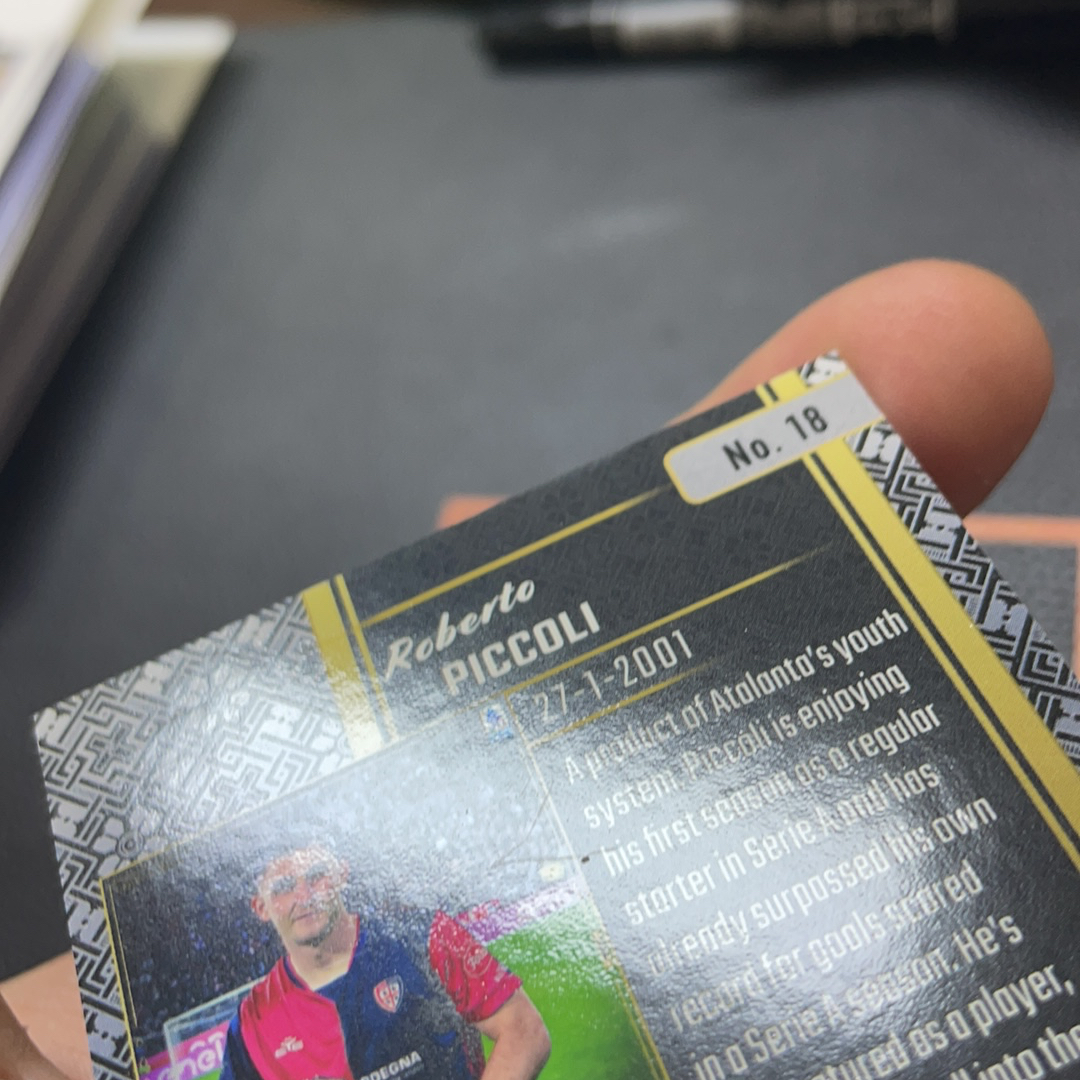 No. 18
Roberto
PICCOLI
27-1-2001
A product of Atalanta's youth
system, Piccoli is enjoying
his first season as a regular
starter in Serie A and has
already surpassed his own
record for goals scored
in a Serie A season. He's
as a player,
into the